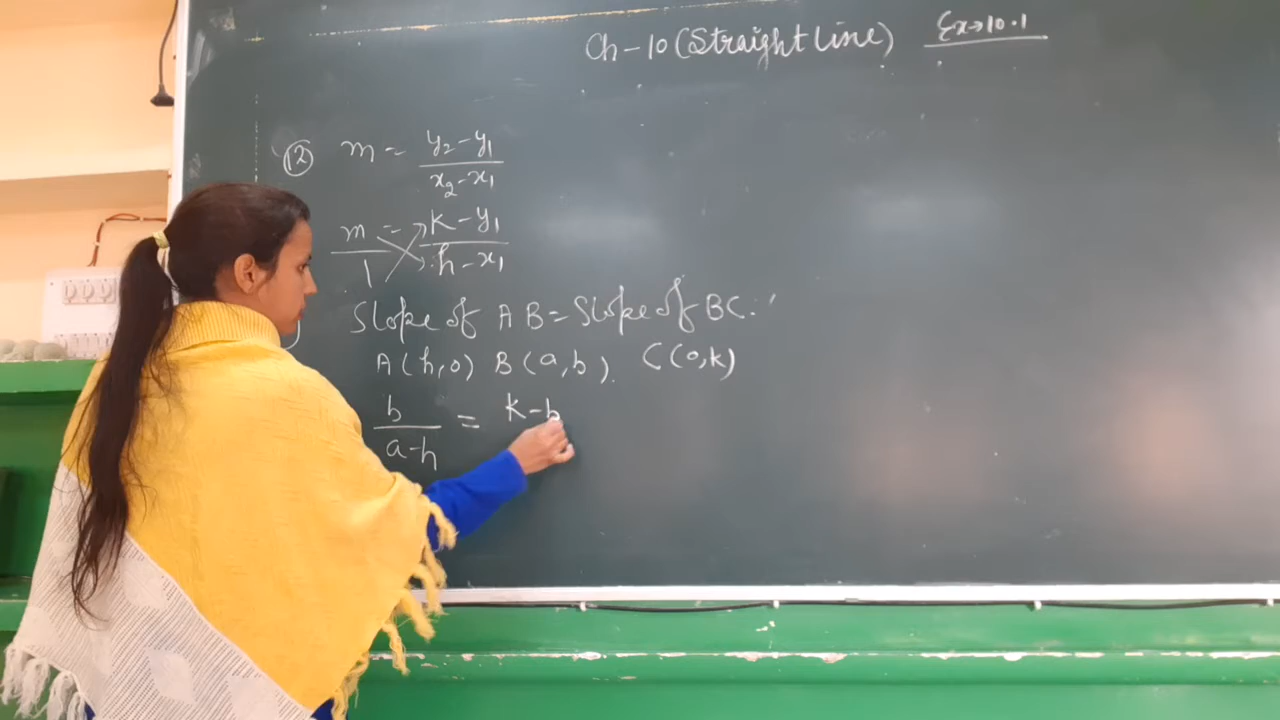 Ch-10 (Straight Line) Ex→10.1
(12) m = y₂-y₁ / x₂-x₁
m / 1 = k-y₁ / h-x₁
Slope of AB = Slope of BC.
A(h,0) B(a,b). C(0,k)
b / a-h = k-b